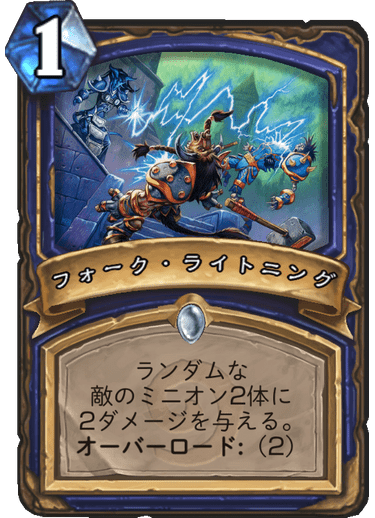 1
フォーク・ライトニング
ランダムな
敵のミニオン2体に
2ダメージを与える。
オーバーロード:（2）